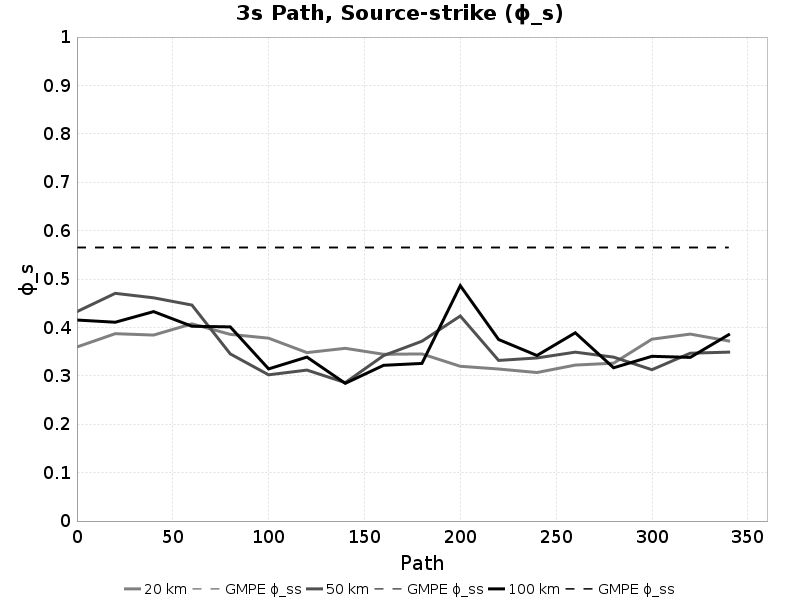 3s Path, Source-strike (ϕ_s)
1
0.9
0.8
0.7
0.6
0.5
0.4
0.3
0.2
0.1
0
ϕ_s
0 50 100 150 200 250 300 350
Path
20 km GMPE ϕ_ss 50 km GMPE ϕ_ss 100 km GMPE ϕ_ss